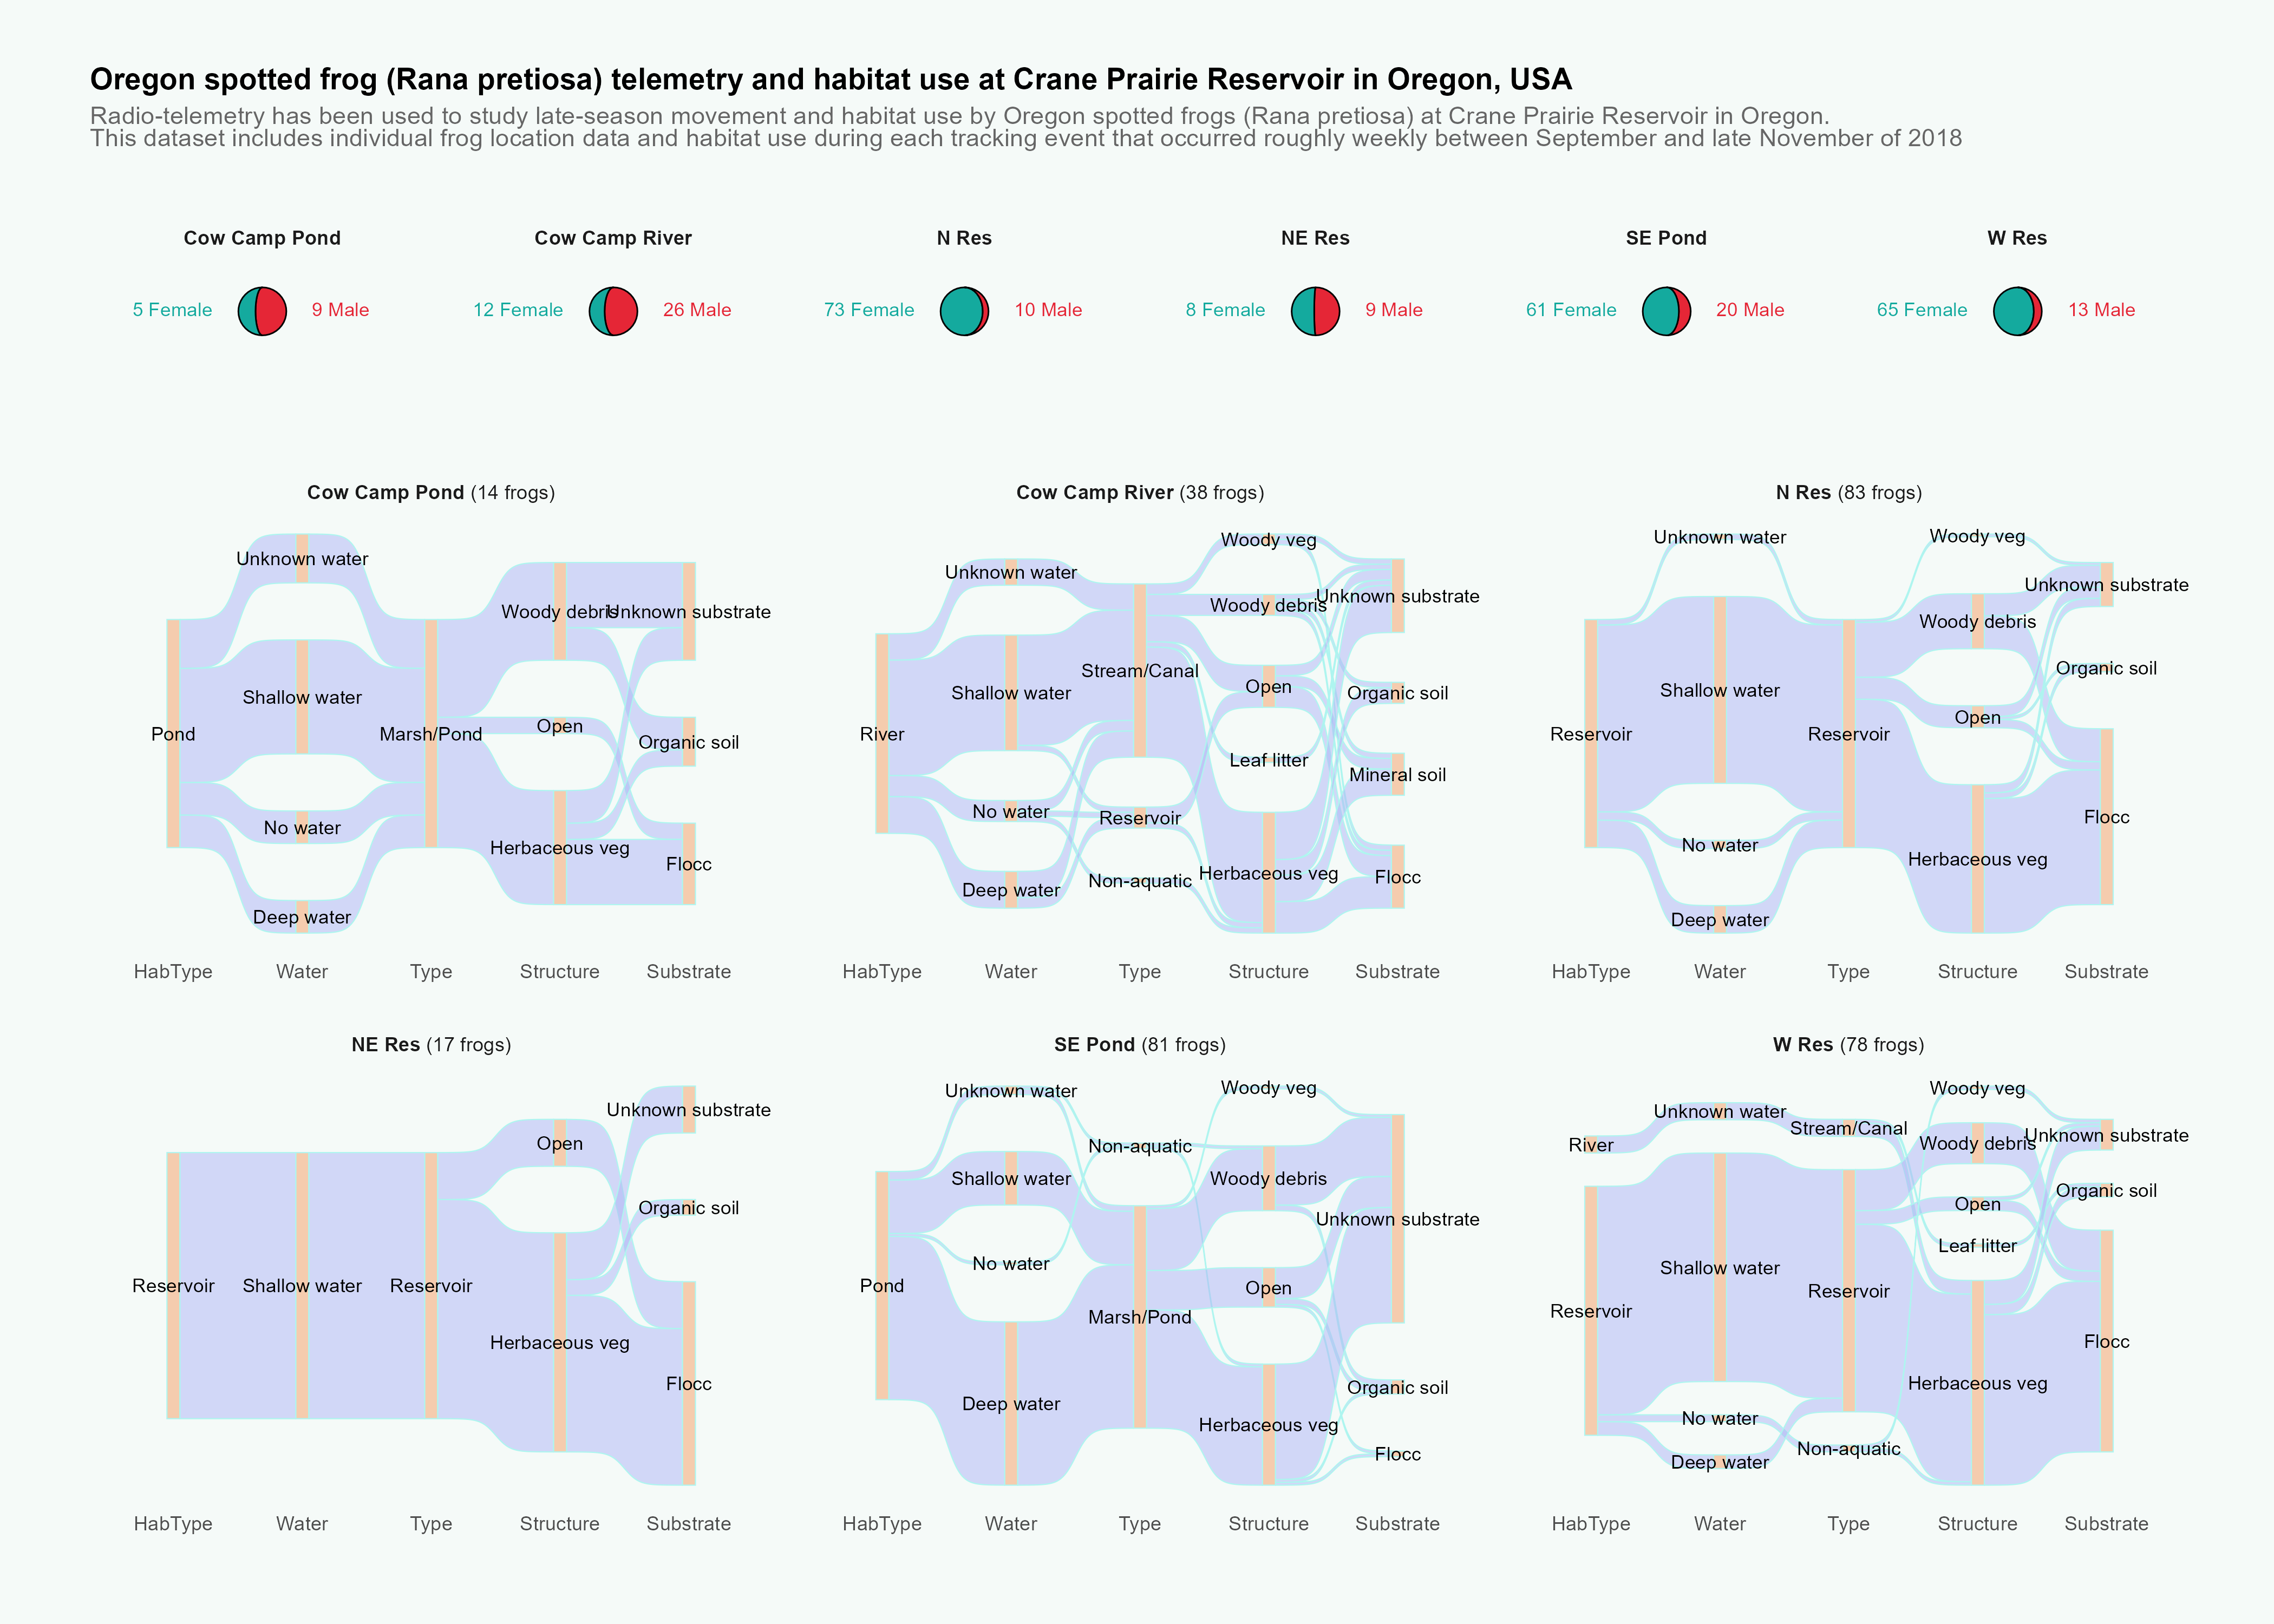 Oregon spotted frog (Rana pretiosa) telemetry and habitat use at Crane Prairie Reservoir in Oregon, USA
Radio-telemetry has been used to study late-season movement and habitat use by Oregon spotted frogs (Rana pretiosa) at Crane Prairie Reservoir in Oregon.
This dataset includes individual frog location data and habitat use during each tracking event that occurred roughly weekly between September and late November of 2018
Cow Camp Pond
5 Female
9 Male
Cow Camp River
12 Female
26 Male
N Res
73 Female
10 Male
NE Res
8 Female
9 Male
SE Pond
61 Female
20 Male
W Res
65 Female
13 Male
Cow Camp Pond (14 frogs)
Pond
Unknown water
Shallow water
No water
Deep water
Marsh/Pond
Woody debris
Open
Herbaceous veg
Unknown substrate
Organic soil
Flocc
HabType
Water
Type
Structure
Substrate
Cow Camp River (38 frogs)
River
Unknown water
Shallow water
No water
Deep water
Stream/Canal
Reservoir
Non-aquatic
Woody veg
Woody debris
Open
Leaf litter
Herbaceous veg
Unknown substrate
Organic soil
Mineral soil
Flocc
HabType
Water
Type
Structure
Substrate
N Res (83 frogs)
Reservoir
Unknown water
Shallow water
No water
Deep water
Reservoir
Woody veg
Woody debris
Open
Herbaceous veg
Unknown substrate
Organic soil
Flocc
HabType
Water
Type
Structure
Substrate
NE Res (17 frogs)
Reservoir
Shallow water
Reservoir
Open
Herbaceous veg
Unknown substrate
Organic soil
Flocc
HabType
Water
Type
Structure
Substrate
SE Pond (81 frogs)
Pond
Unknown water
Shallow water
No water
Deep water
Non-aquatic
Marsh/Pond
Woody veg
Woody debris
Open
Herbaceous veg
Unknown substrate
Organic soil
Flocc
HabType
Water
Type
Structure
Substrate
W Res (78 frogs)
River
Reservoir
Unknown water
Shallow water
No water
Deep water
Stream/Canal
Reservoir
Non-aquatic
Woody veg
Woody debris
Open
Leaf litter
Herbaceous veg
Unknown substrate
Organic soil
Flocc
HabType
Water
Type
Structure
Substrate